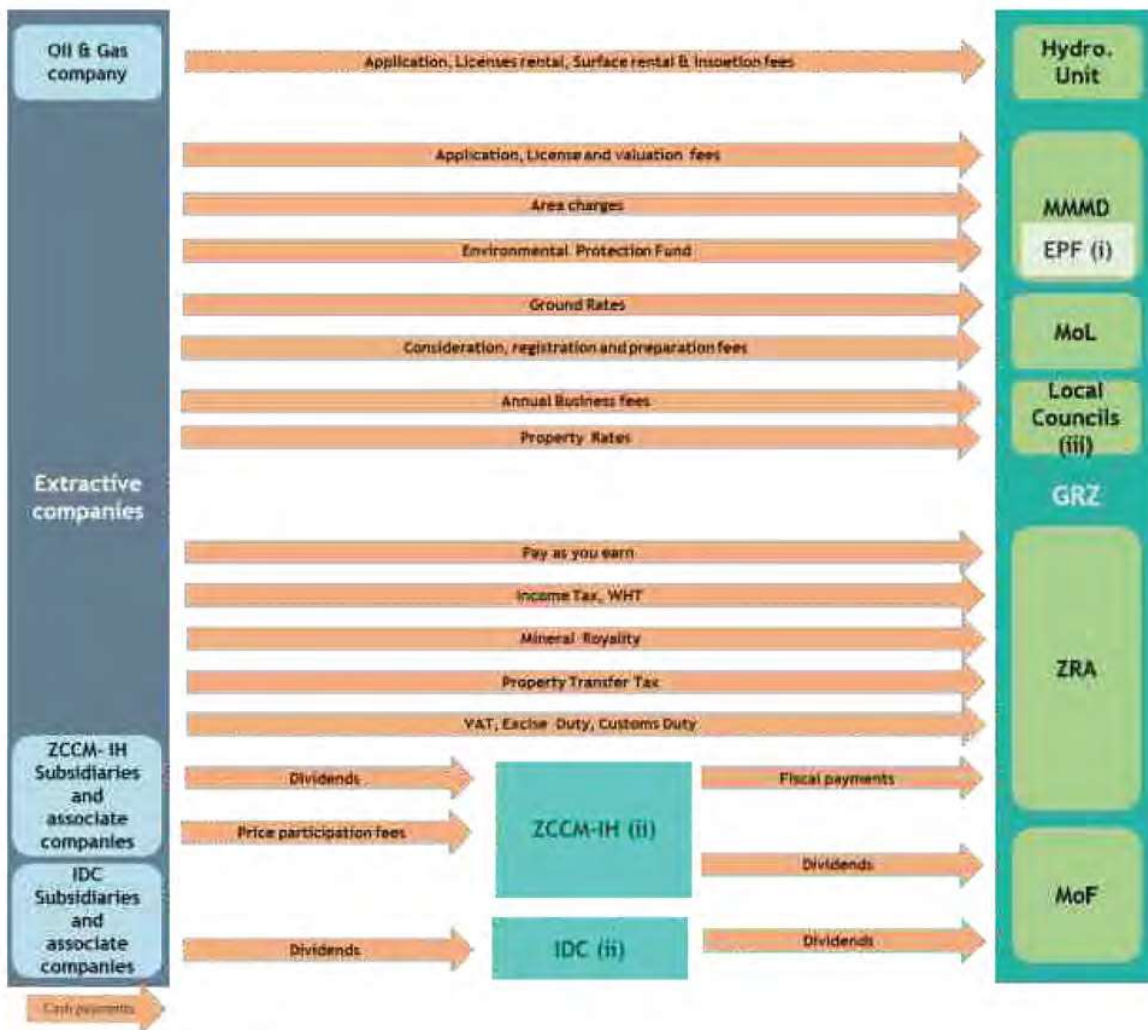 Oil & Gas
company
Application, Licenses rental, Surface rental & Insoetion fees
Hydro.
Unit
Application, License and valuation fees
Area charges
Environmental Protection Fund
MMMD
EPF (i)
Ground Rates
Consideration, registration and preparation fees
MoL
Annual Business fees
Property Rates
Local
Councils
(iii)
Extractive
companies
GRZ
Pay as you earn
Income Tax, WHT
Mineral Royality
Property Transfer Tax
VAT, Excise Duty, Customs Duty
ZRA
ZCCM- IH
Subsidiaries
and
associate
companies
Dividends
Price participation fees
ZCCM-IH (ii)
Fiscal payments
Dividends
MoF
IDC
Subsidiaries
and
associate
companies
Dividends
IDC (ii)
Dividends
Cash payments